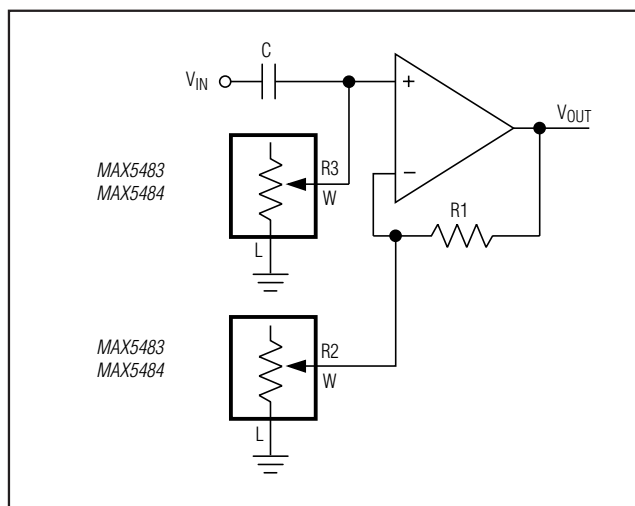 C
V_IN
+
V_OUT
MAX5483
MAX5484
R3
W
−
R1
L
MAX5483
MAX5484
R2
W
L